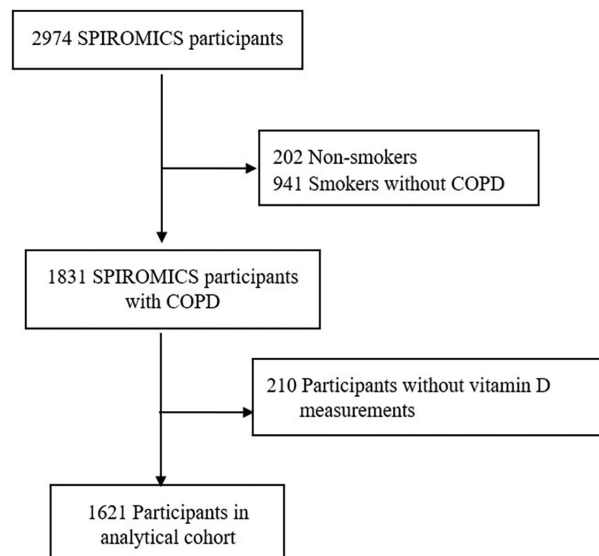 2974 SPIROMICS participants
202 Non-smokers
941 Smokers without COPD
1831 SPIROMICS participants
with COPD
210 Participants without vitamin D
measurements
1621 Participants in
analytical cohort